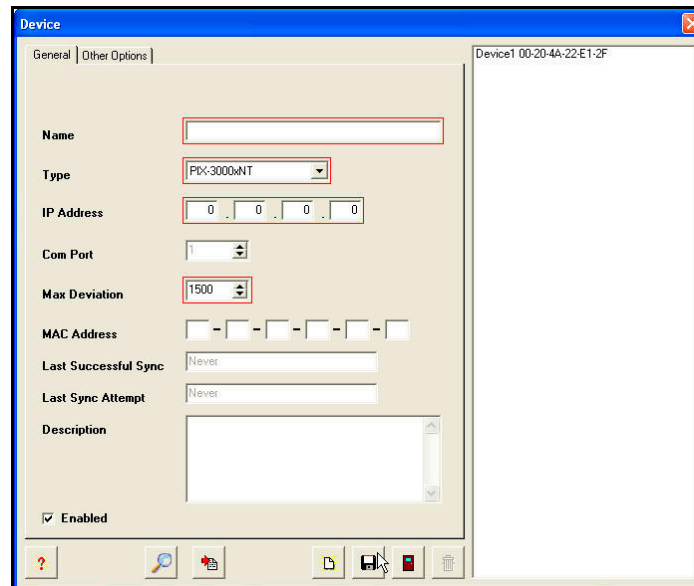 Device
General Other Options
Device1 00-20-4A-22-E1-2F
Name
Type PIX-3000xNT
IP Address 0 . 0 . 0 . 0
Com Port 1
Max Deviation 1500
MAC Address - - - - -
Last Successful Sync Never
Last Sync Attempt Never
Description
Enabled
?